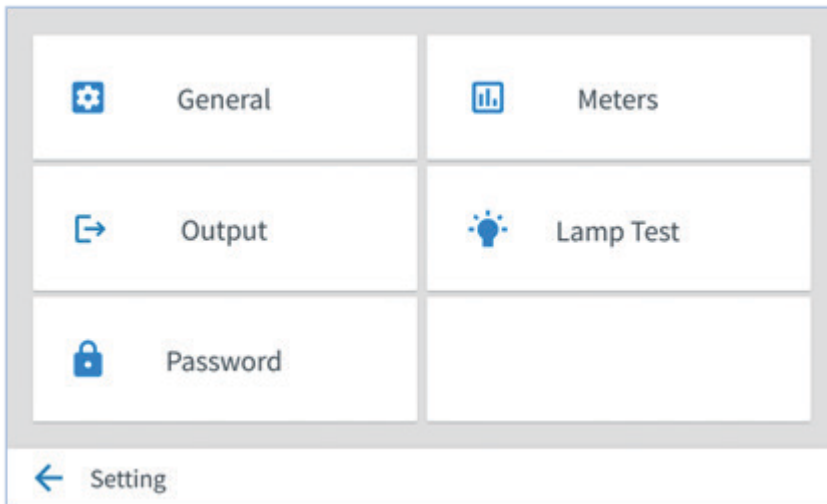 General
Meters
Output
Lamp Test
Password
Setting